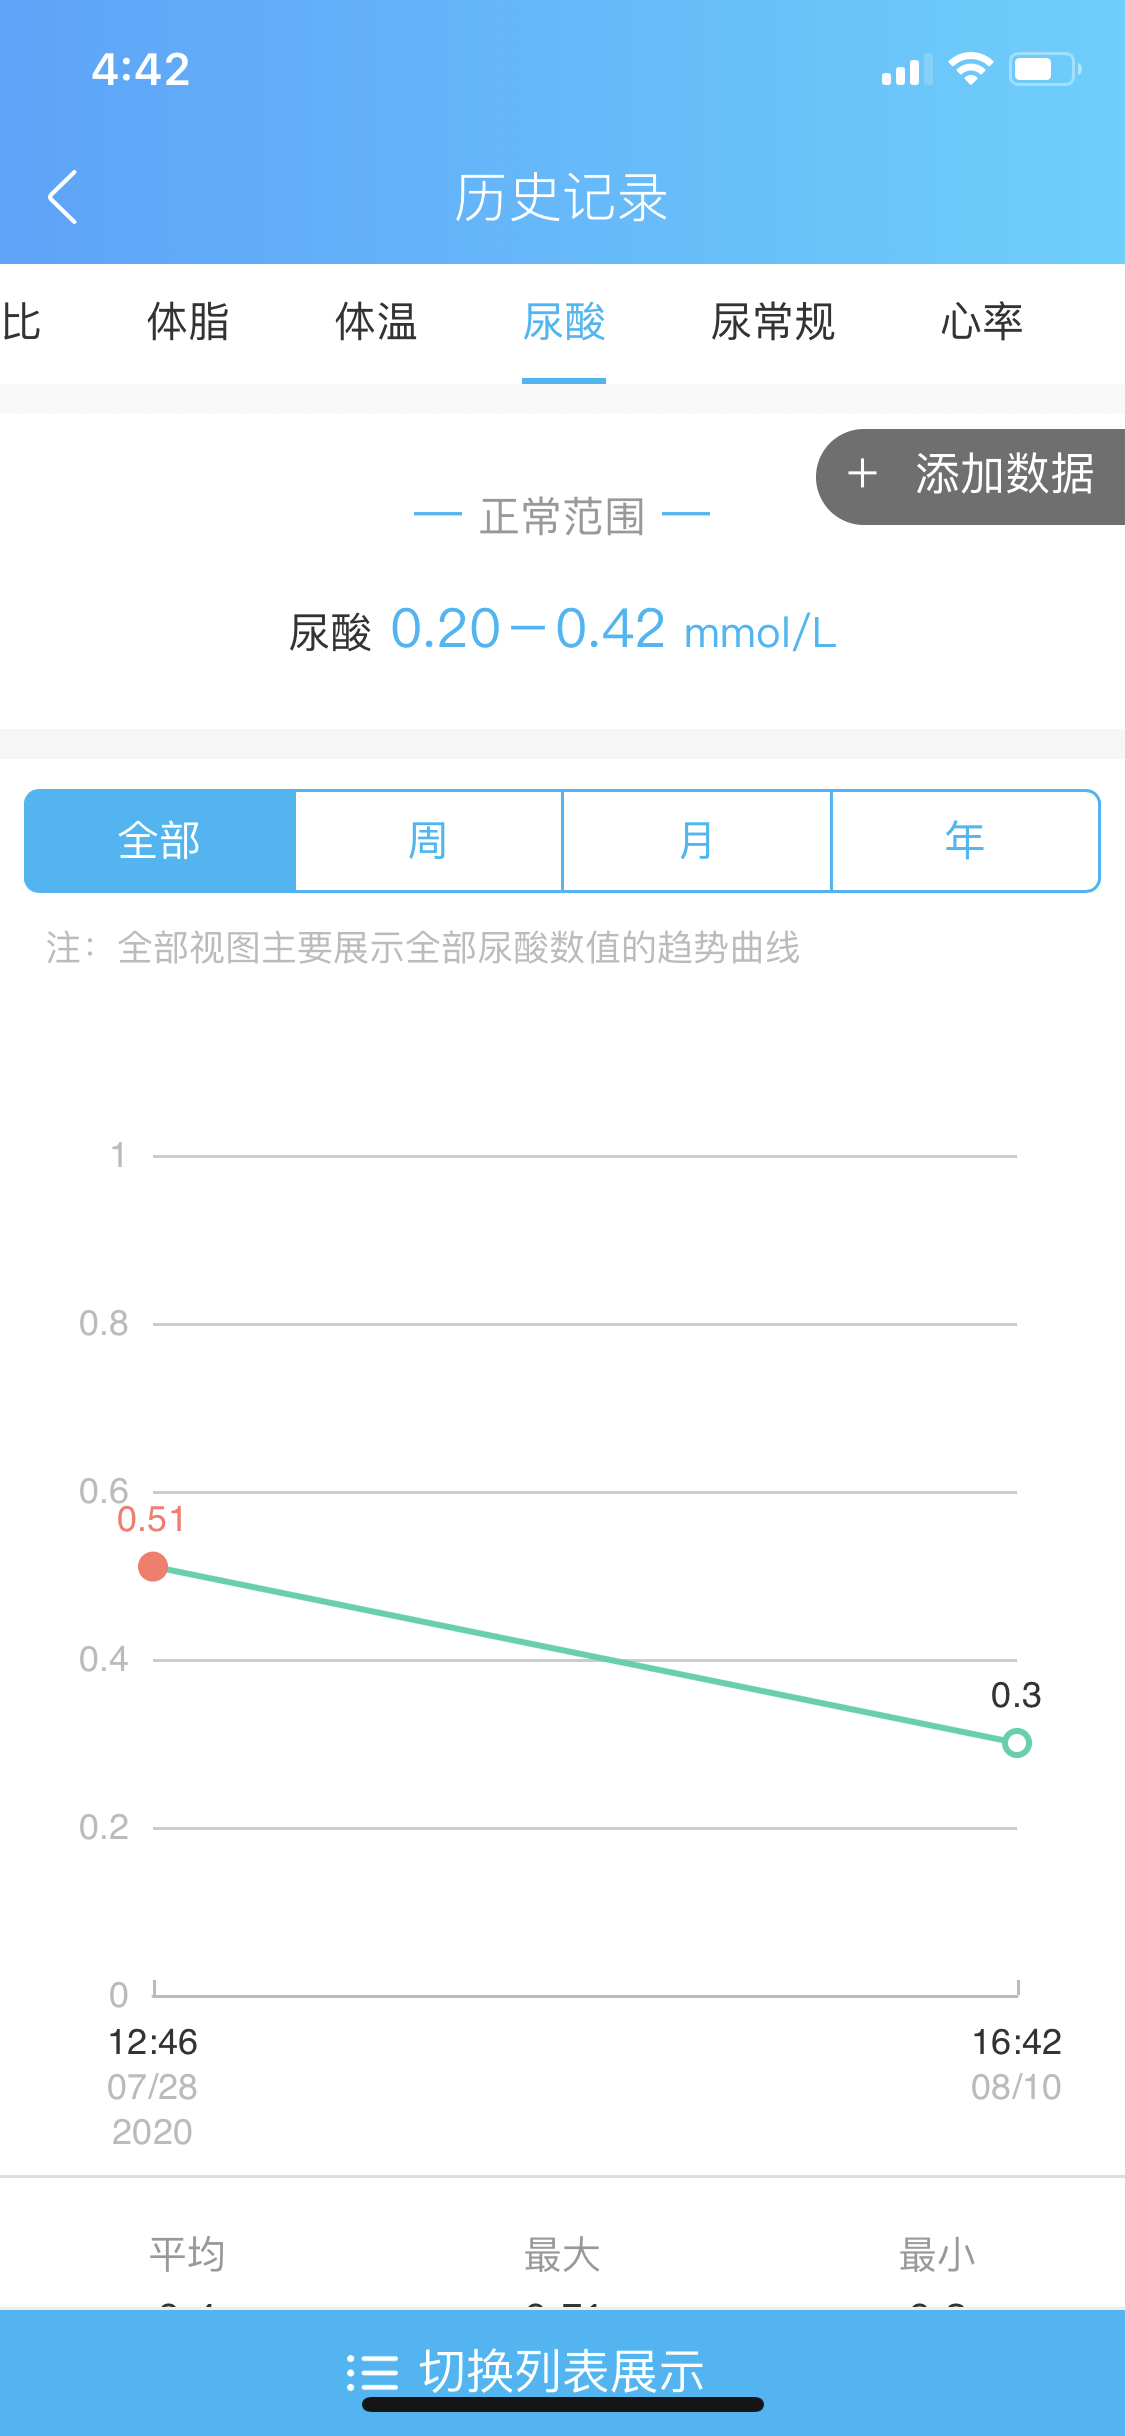 4:42
历史记录
比 体脂 体温 尿酸 尿常规 心率
+ 添加数据
正常范围
尿酸 0.20-0.42 mmol/L
全部 周 月 年
注：全部视图主要展示全部尿酸数值的趋势曲线
1
0.8
0.6
0.51
0.4
0.3
0.2
0
12:46 16:42
07/28 08/10
2020
平均 最大 最小
切换列表展示